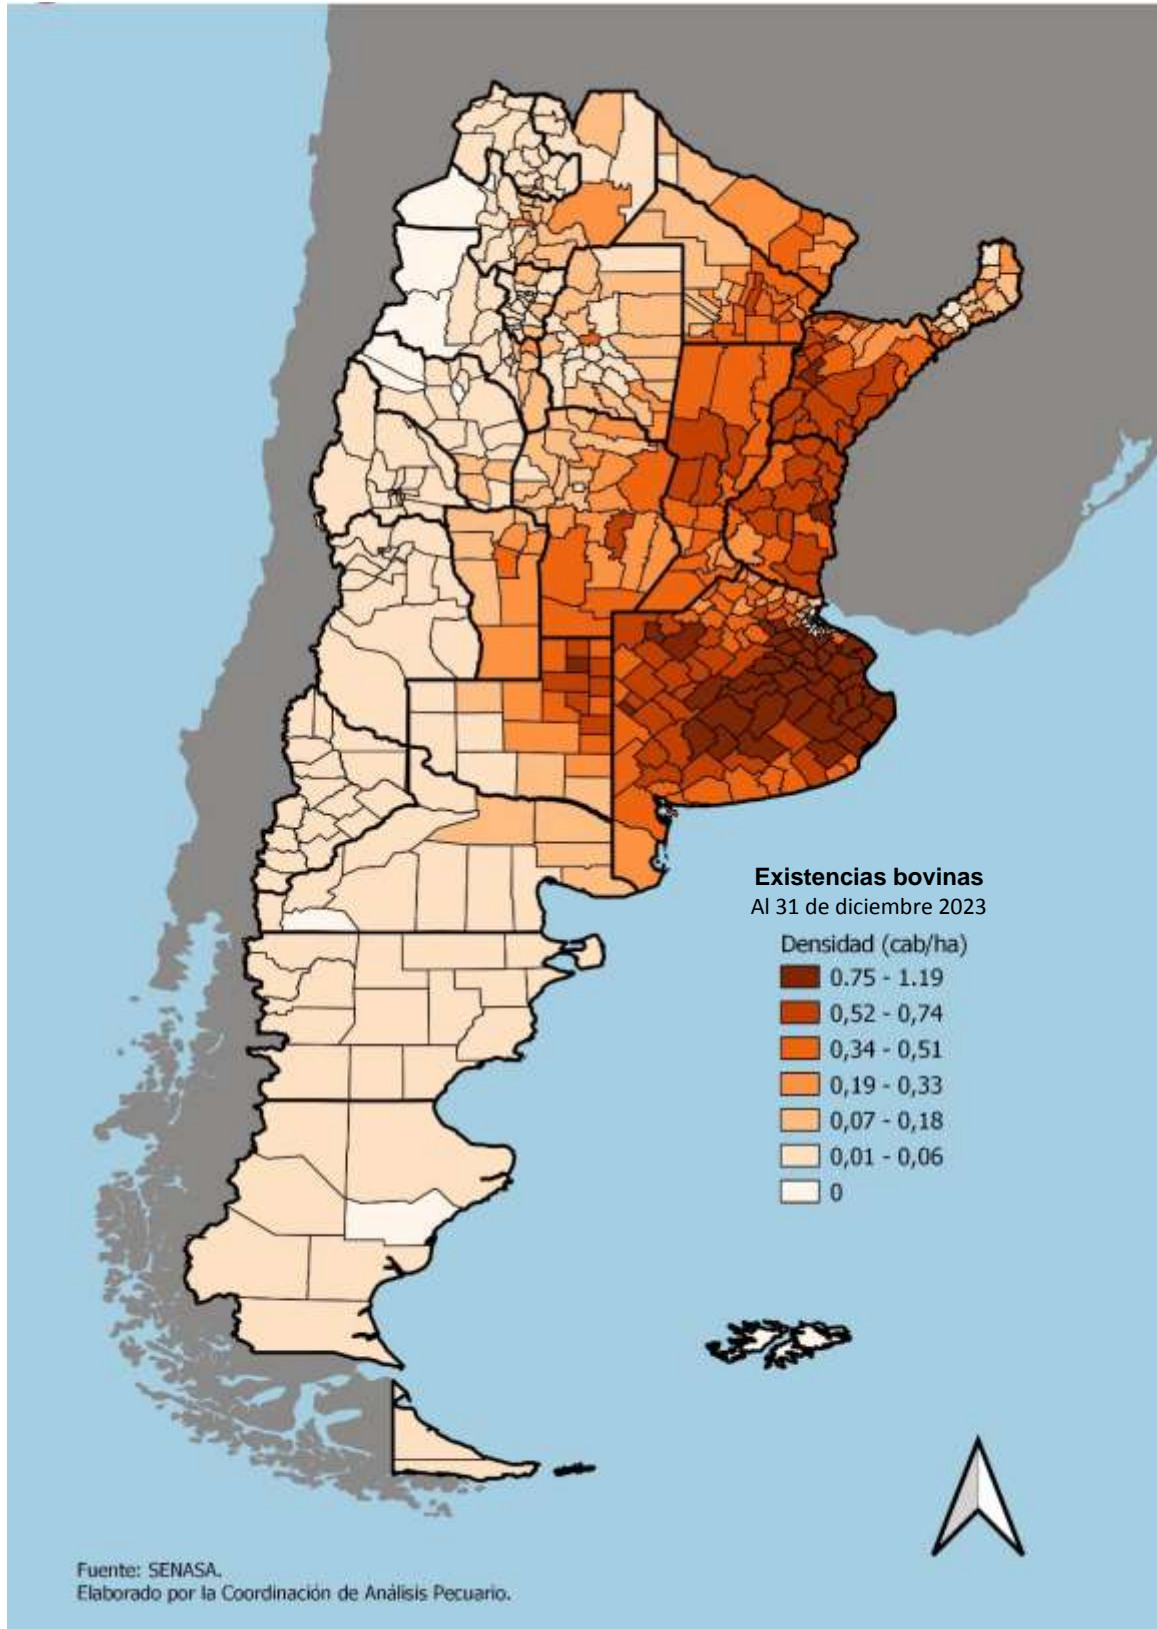 Existencias bovinas
Al 31 de diciembre 2023
Densidad (cab/ha)
0.75 - 1.19
0,52 - 0,74
0,34 - 0,51
0,19 - 0,33
0,07 - 0,18
0,01 - 0,06
0
Fuente: SENASA.
Elaborado por la Coordinación de Análisis Pecuario.